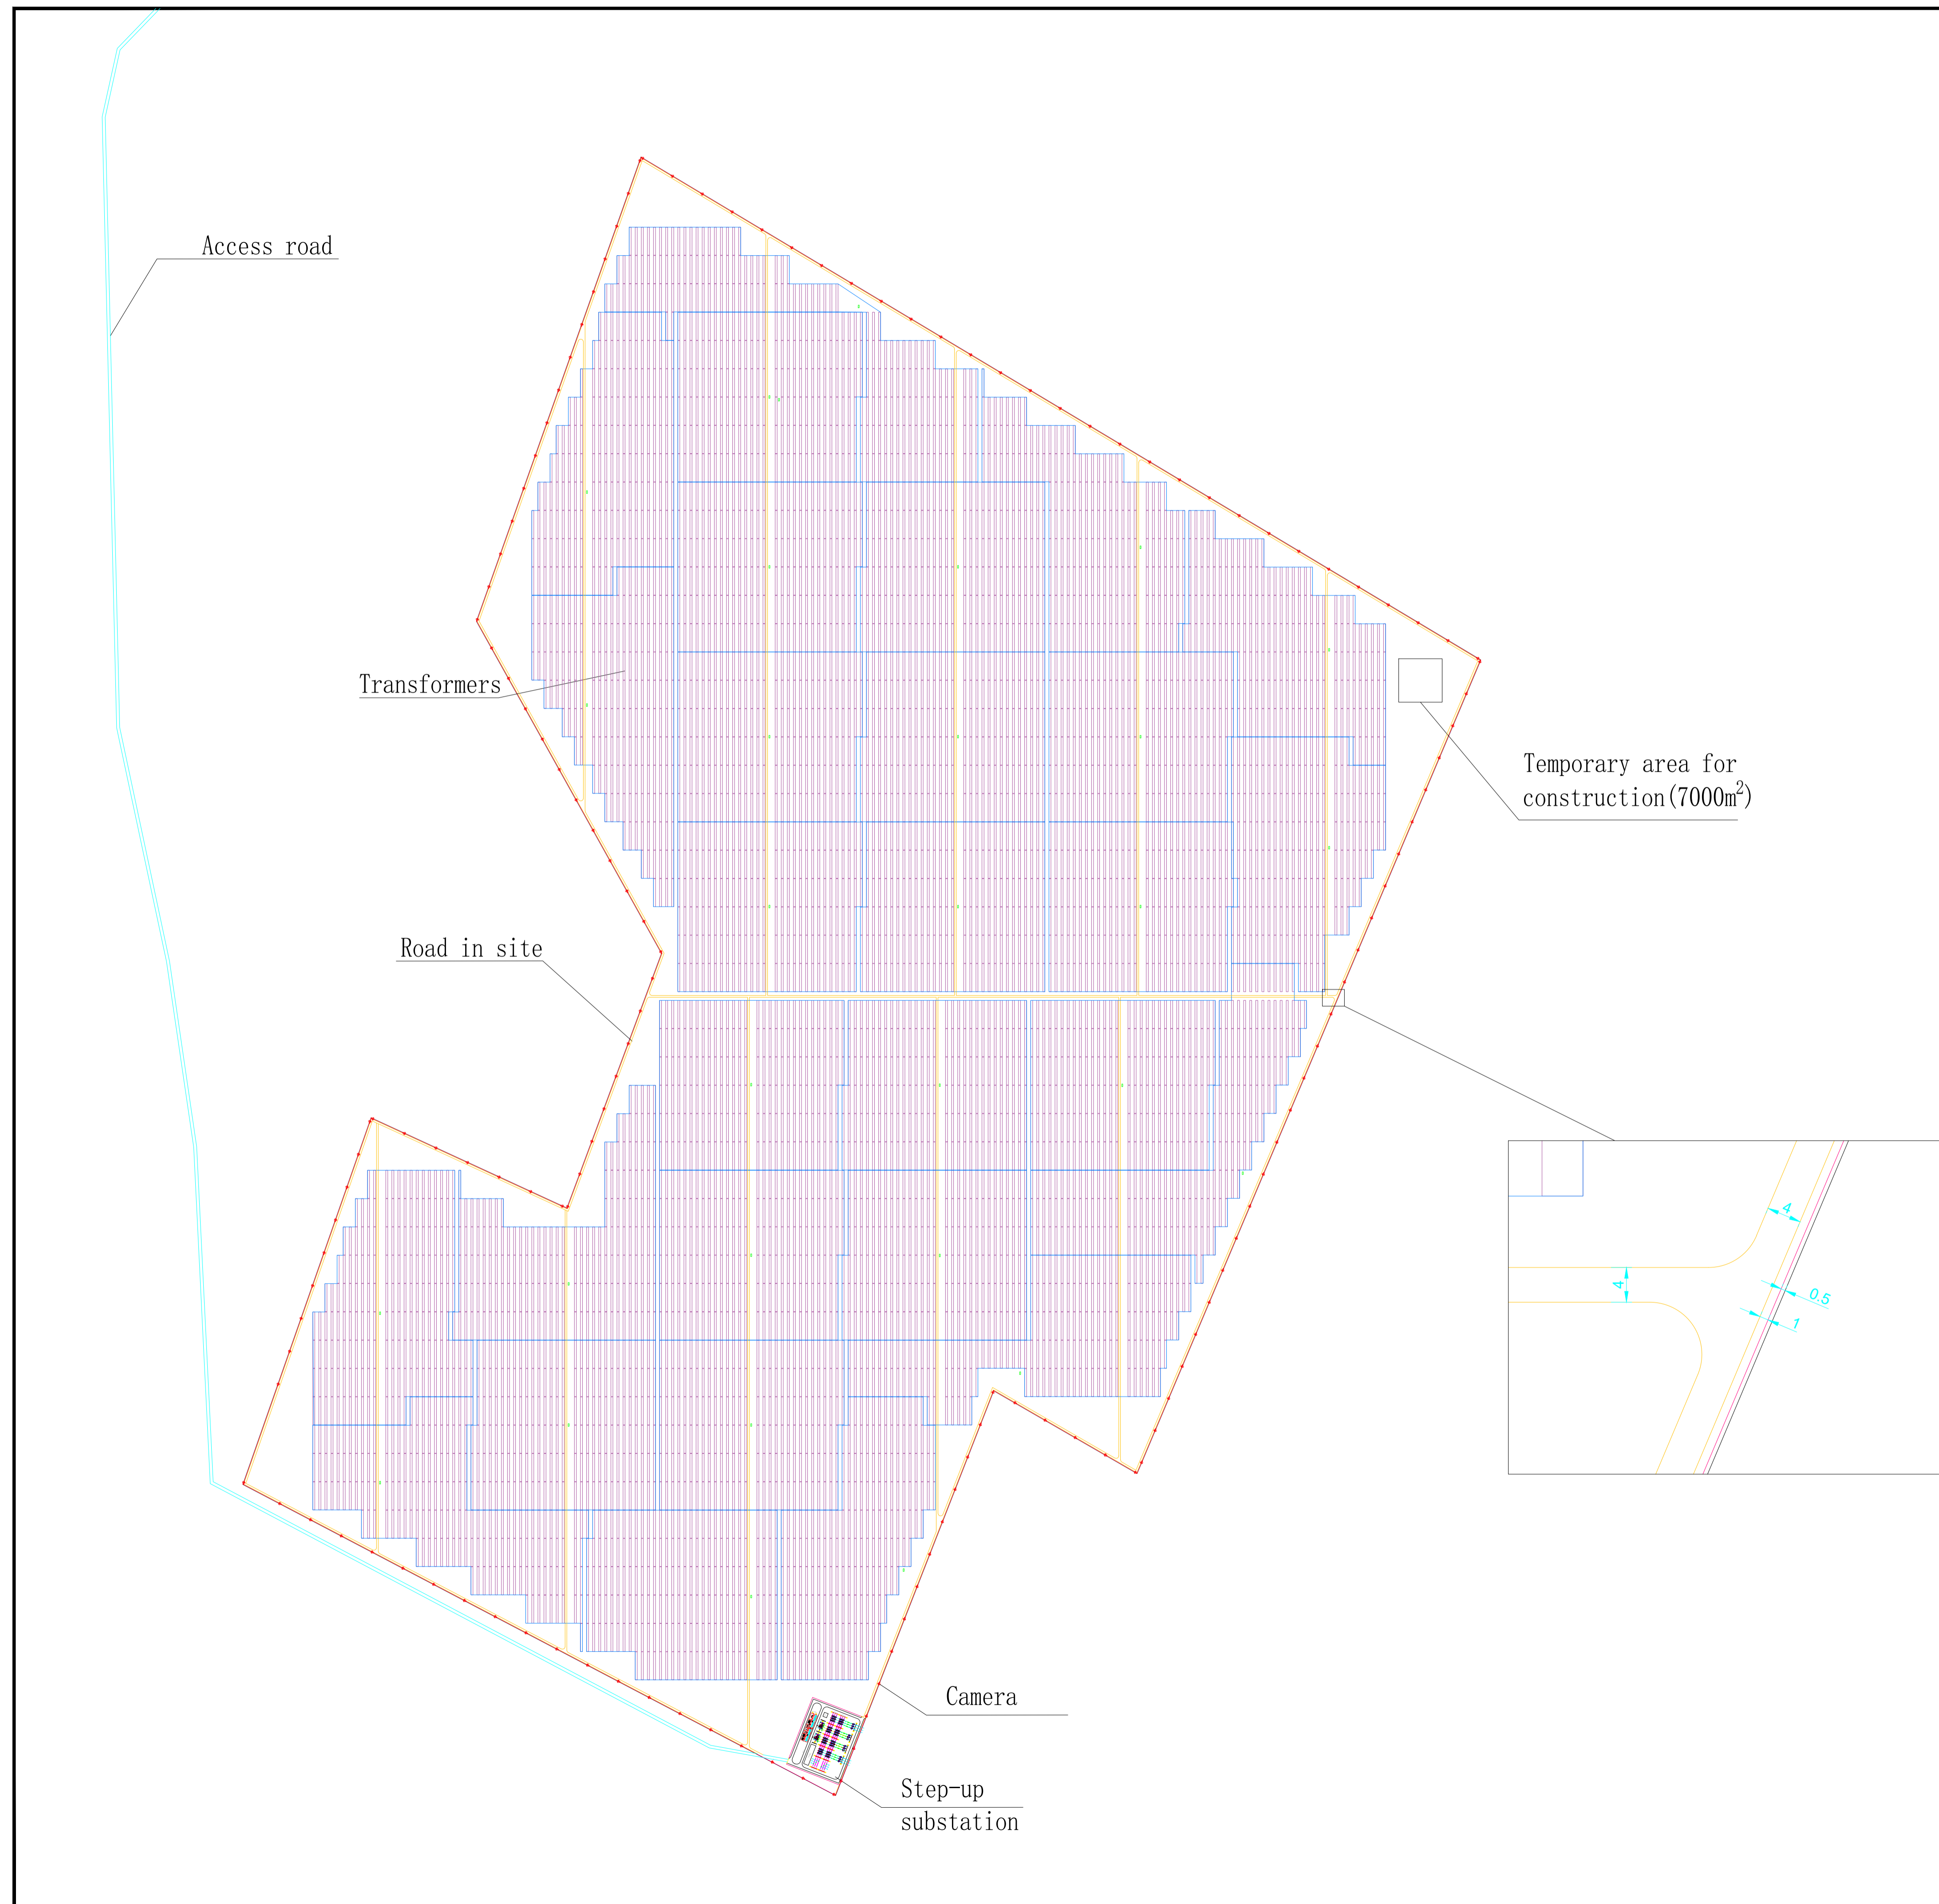 Access road
Transformers
Temporary area for
construction(7000m²)
Road in site
4
4
0.5
1
Camera
Step-up
substation